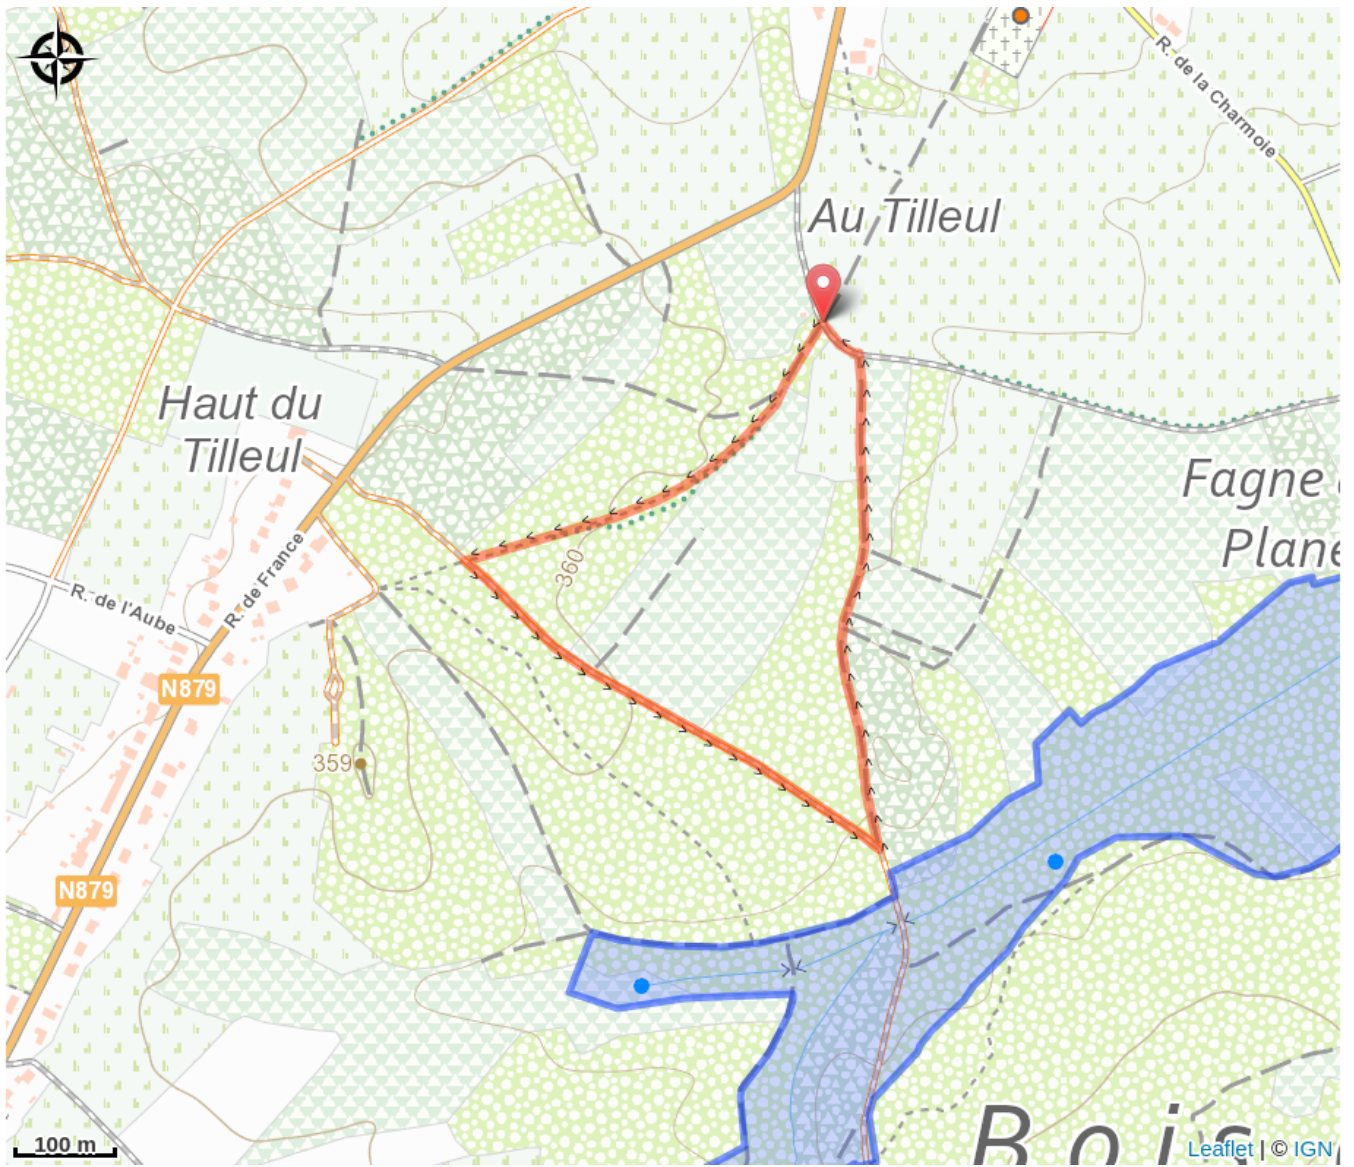 R. de la Charmoie
Au Tilleul
Haut du
Tilleul
Fagne
Plane
360
R. de l'Aube
R. de France
N879
359
N879
100 m
Bois
Leaflet | © IGN